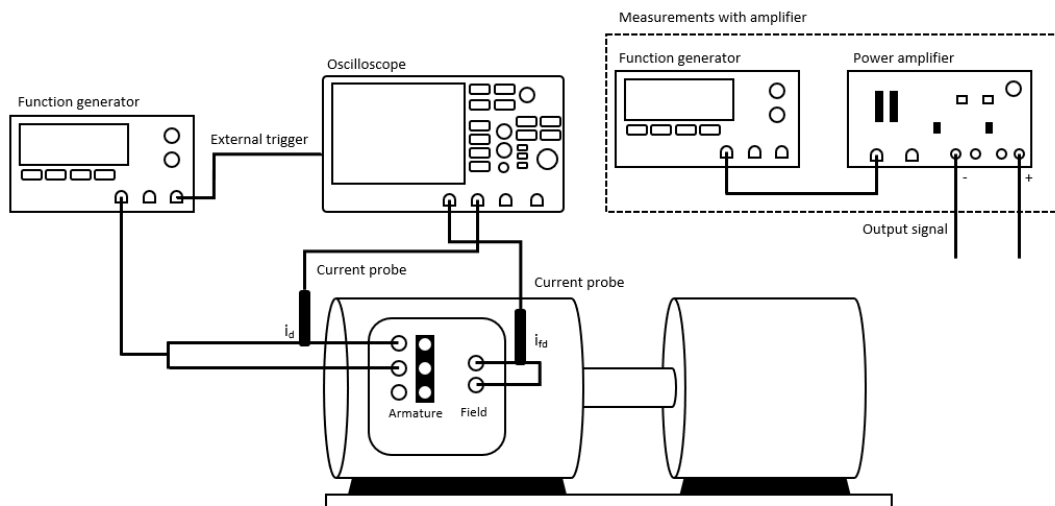 Measurements with amplifier
Oscilloscope
Function generator
Power amplifier
Function generator
External trigger
-
+
Output signal
Current probe
Current probe
id
ifd
Armature
Field